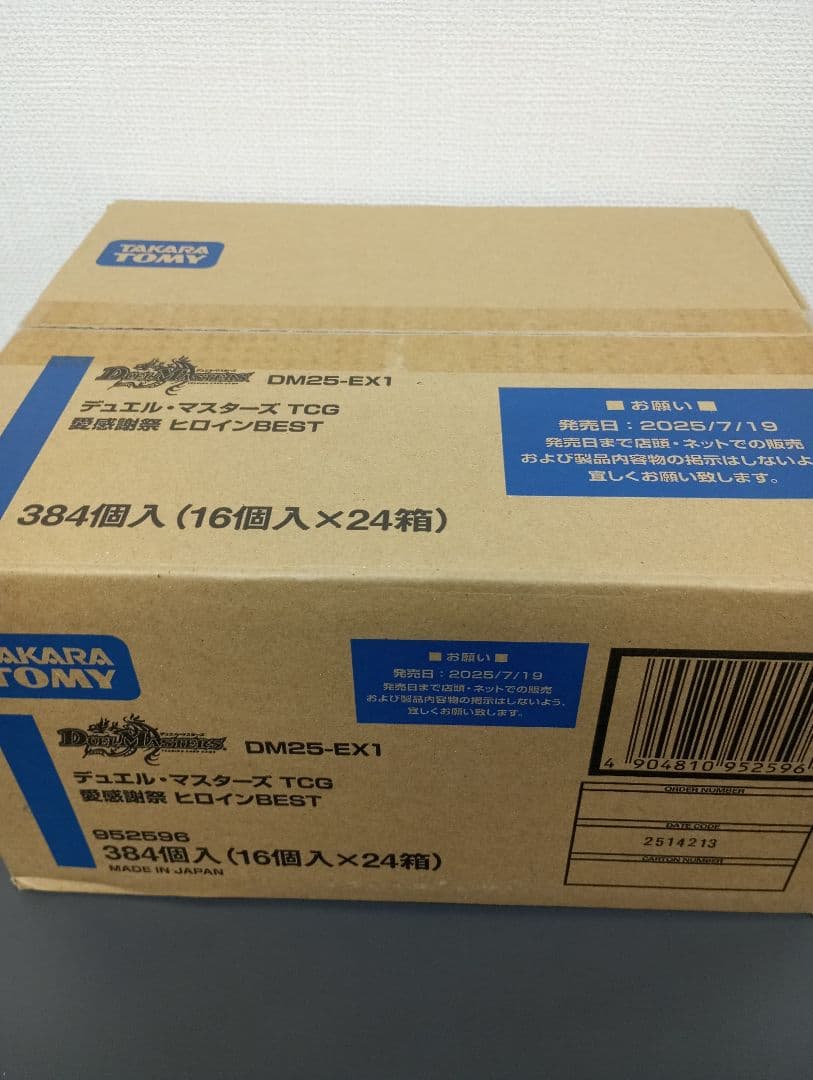 TAKARA
TOMY
DUEL MASTERS DM25-EX1
デュエル・マスターズ TCG
愛感謝祭 ヒロインBEST
384個入(16個入×24箱)
■ お願い ■
発売日:2025/7/19
発売日まで店頭・ネットでの販売
および製品内容物の掲示はしないよ
宜しくお願い致します。
AKARA
TOMY
DUEL MASTERS DM25-EX1
デュエル・マスターズ TCG
愛感謝祭 ヒロインBEST
952596
384個入(16個入×24箱)
MADE IN JAPAN
■ お願い ■
発売日:2025/7/19
発売日まで店頭・ネットでの販売
および製品内容物の掲示はしないよう、
宜しくお願い致します。
4 904810 952596
ORDER NUMBER
DATE CODE
2514213
CARTON NUMBER